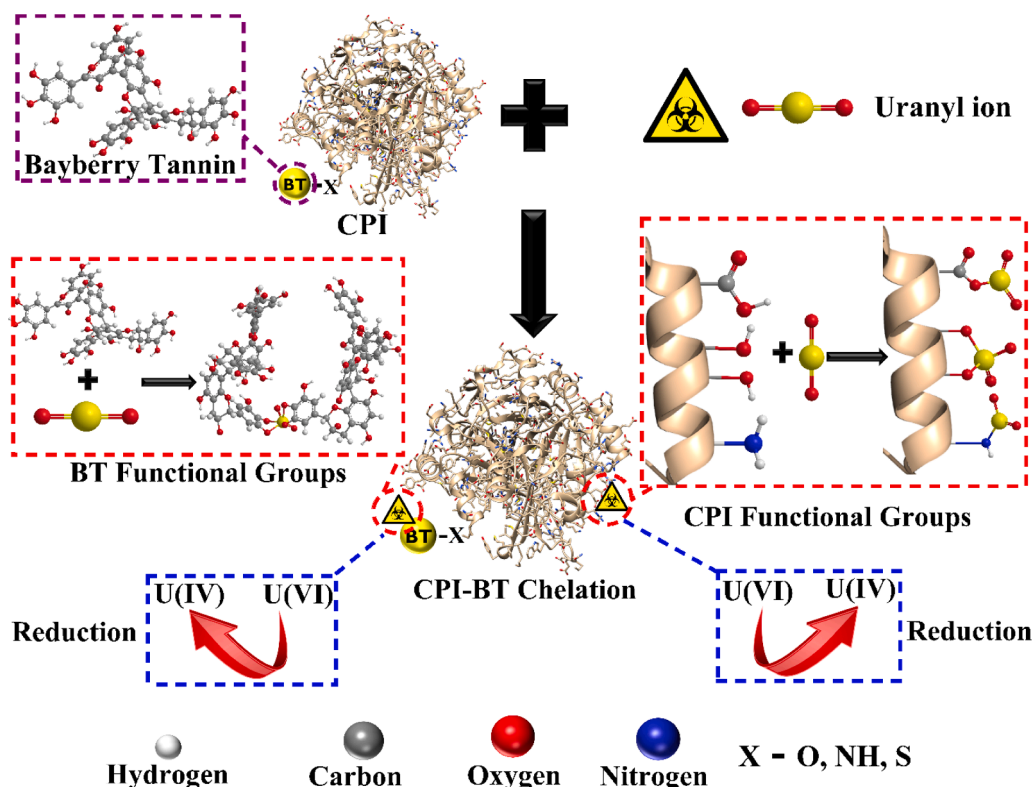 Bayberry Tannin
BT
-X
CPI
Uranyl ion
BT Functional Groups
CPI Functional Groups
BT
-X
CPI-BT Chelation
Reduction
U(IV)
U(VI)
U(VI)
U(IV)
Reduction
Hydrogen
Carbon
Oxygen
Nitrogen
X - O, NH, S